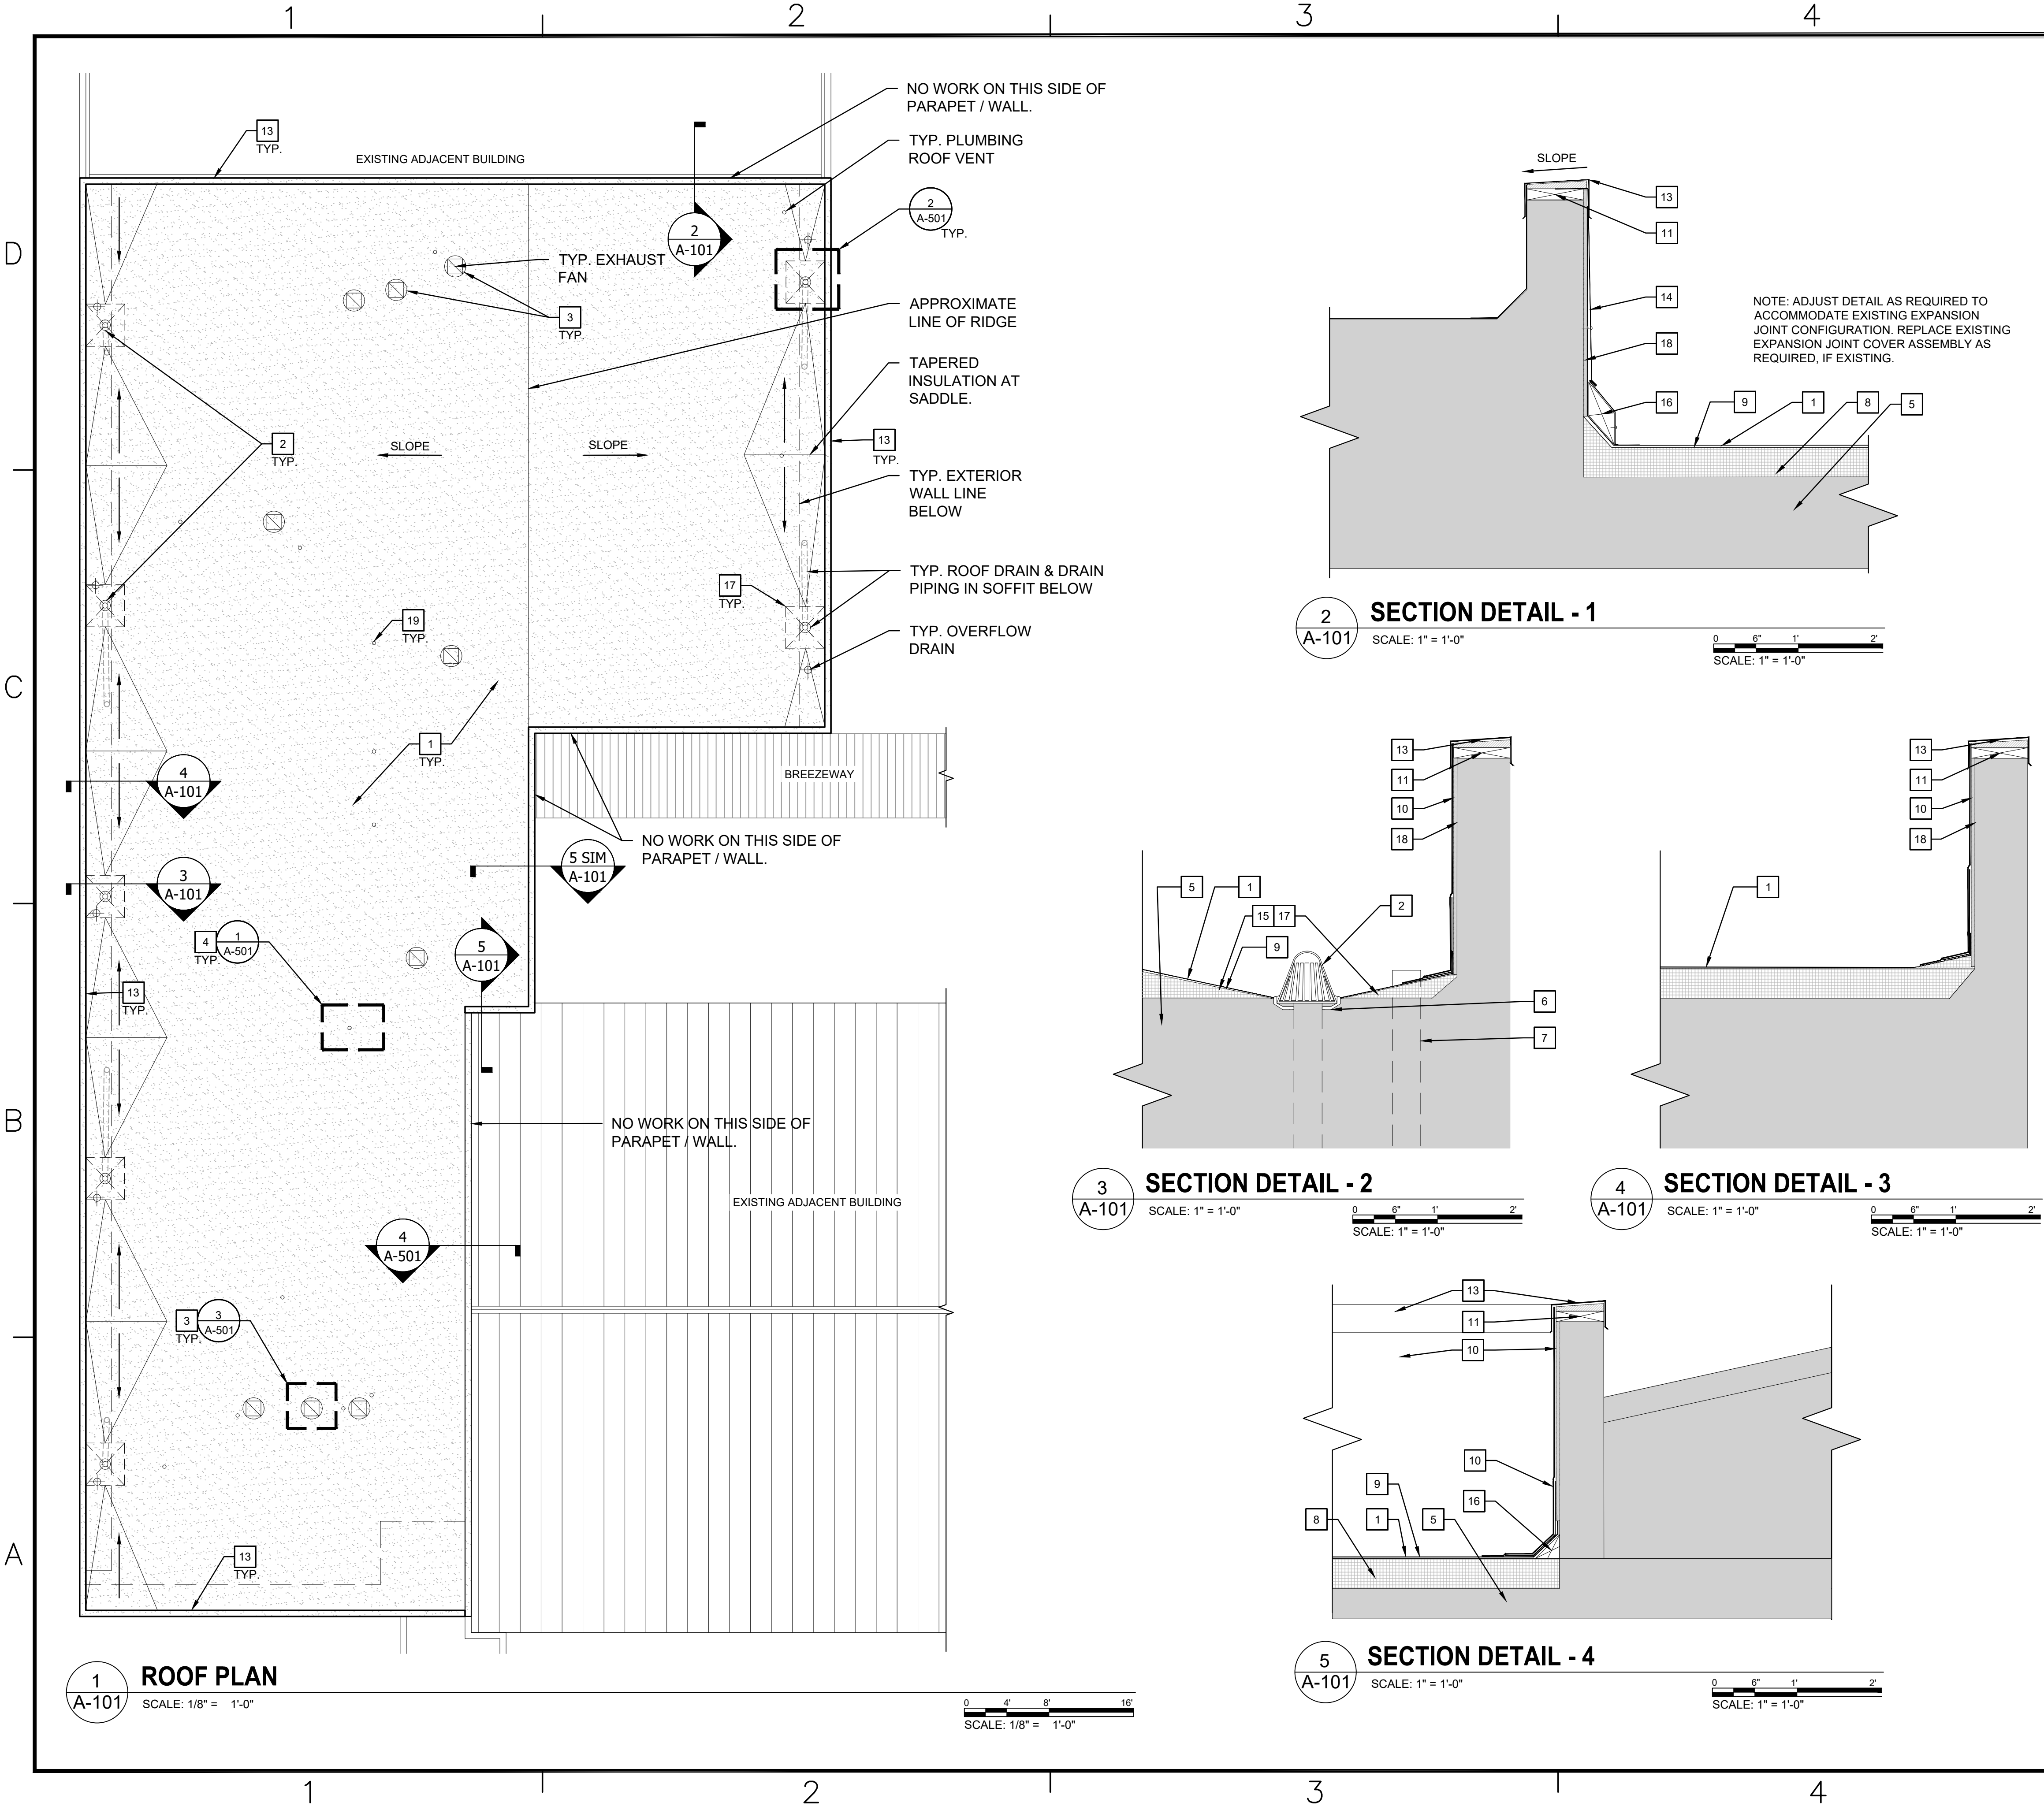 1
2
3
4
D
C
B
A
NO WORK ON THIS SIDE OF
PARAPET / WALL.
13
TYP.
EXISTING ADJACENT BUILDING
TYP. PLUMBING
ROOF VENT
2
A-501
TYP.
2
A-101
TYP. EXHAUST
FAN
3
TYP.
APPROXIMATE
LINE OF RIDGE
TAPERED
INSULATION AT
SADDLE.
2
TYP.
SLOPE
SLOPE
13
TYP.
TYP. EXTERIOR
WALL LINE
BELOW
TYP. ROOF DRAIN & DRAIN
PIPING IN SOFFIT BELOW
17
TYP.
19
TYP.
TYP. OVERFLOW
DRAIN
1
TYP.
4
A-101
BREEZEWAY
NO WORK ON THIS SIDE OF
PARAPET / WALL.
5 SIM
A-101
3
A-101
4
TYP.
1
A-501
5
A-101
13
TYP.
NO WORK ON THIS SIDE OF
PARAPET / WALL.
EXISTING ADJACENT BUILDING
4
A-501
3
TYP.
3
A-501
13
TYP.
1
A-101
ROOF PLAN
SCALE: 1/8" = 1'-0"
0 4' 8' 16'
SCALE: 1/8" = 1'-0"
SLOPE
13
11
14
NOTE: ADJUST DETAIL AS REQUIRED TO
ACCOMMODATE EXISTING EXPANSION
JOINT CONFIGURATION. REPLACE EXISTING
EXPANSION JOINT COVER ASSEMBLY AS
REQUIRED, IF EXISTING.
18
16
9
1
8
5
2
A-101
SECTION DETAIL - 1
SCALE: 1" = 1'-0"
0 6" 1' 2'
SCALE: 1" = 1'-0"
13
11
10
18
5
1
2
15 17
9
6
7
3
A-101
SECTION DETAIL - 2
SCALE: 1" = 1'-0"
0 6" 1' 2'
SCALE: 1" = 1'-0"
13
11
10
18
1
4
A-101
SECTION DETAIL - 3
SCALE: 1" = 1'-0"
0 6" 1' 2'
SCALE: 1" = 1'-0"
13
11
10
10
9
16
8
1
5
5
A-101
SECTION DETAIL - 4
SCALE: 1" = 1'-0"
0 6" 1' 2'
SCALE: 1" = 1'-0"
1
2
3
4